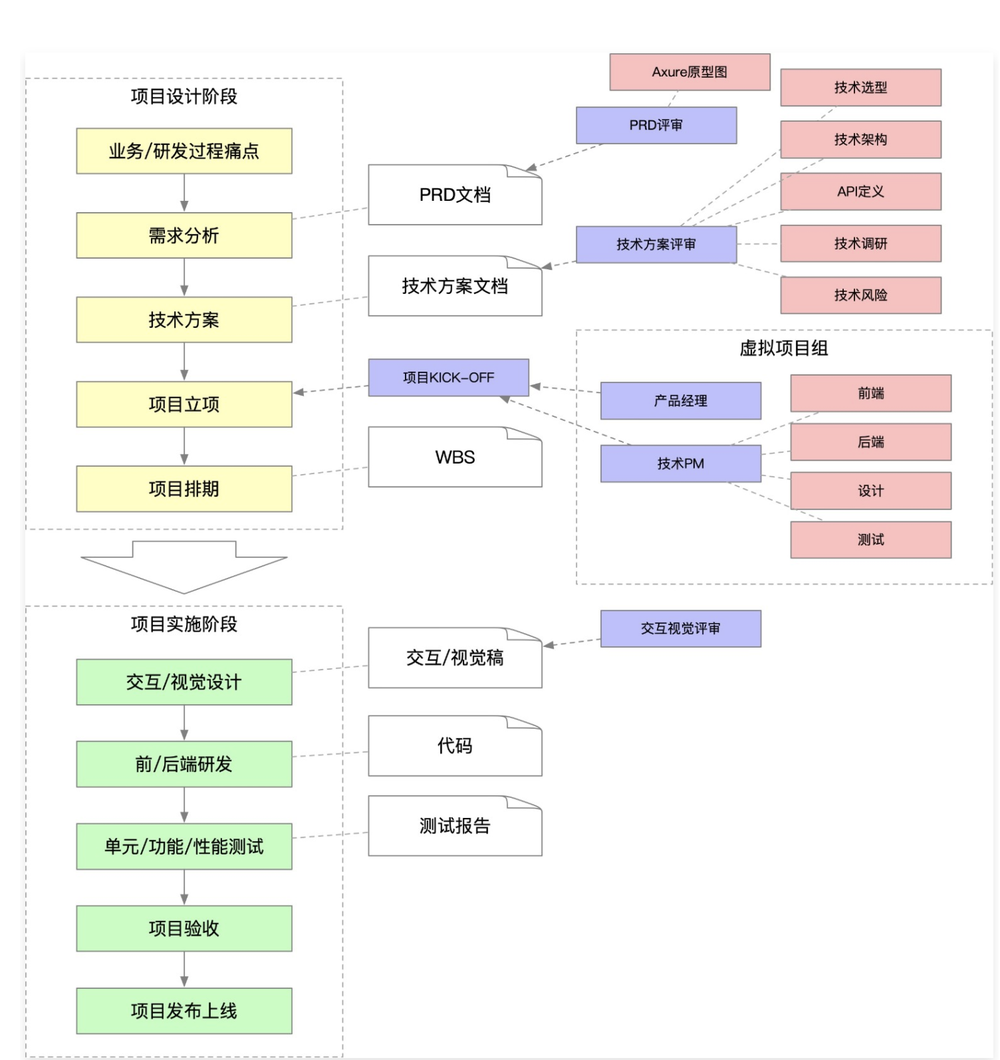 项目设计阶段
业务/研发过程痛点
需求分析
技术方案
项目立项
项目排期
PRD文档
技术方案文档
项目KICK-OFF
WBS
Axure原型图
PRD评审
技术方案评审
技术选型
技术架构
API定义
技术调研
技术风险
虚拟项目组
产品经理
技术PM
前端
后端
设计
测试
项目实施阶段
交互/视觉设计
前/后端研发
单元/功能/性能测试
项目验收
项目发布上线
交互/视觉稿
代码
测试报告
交互视觉评审